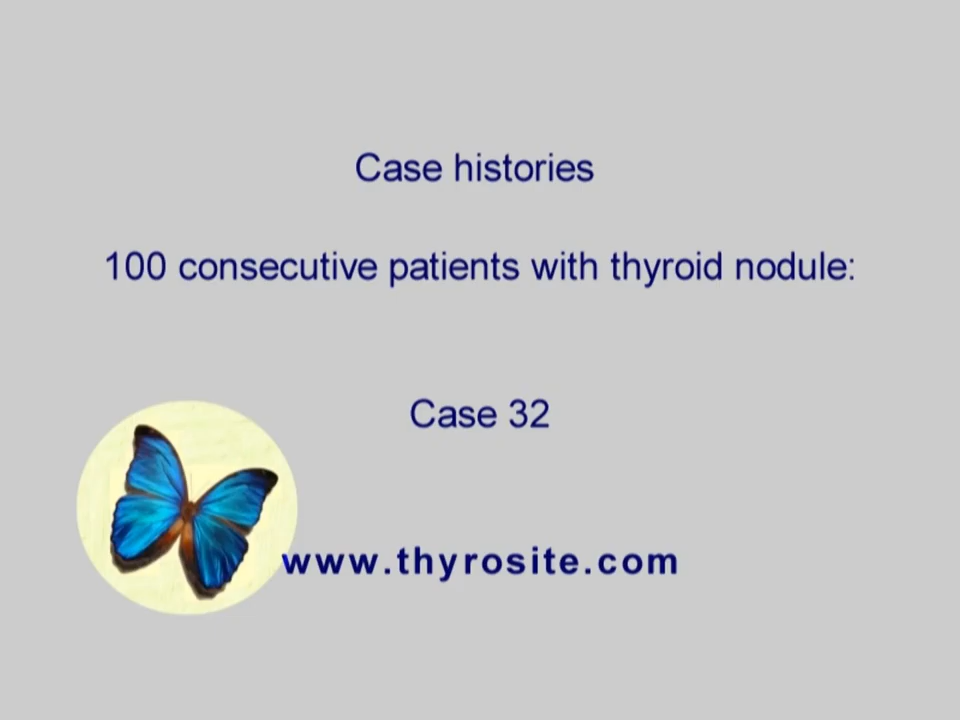 Case histories
100 consecutive patients with thyroid nodule:
Case 32
www.thyrosite.com